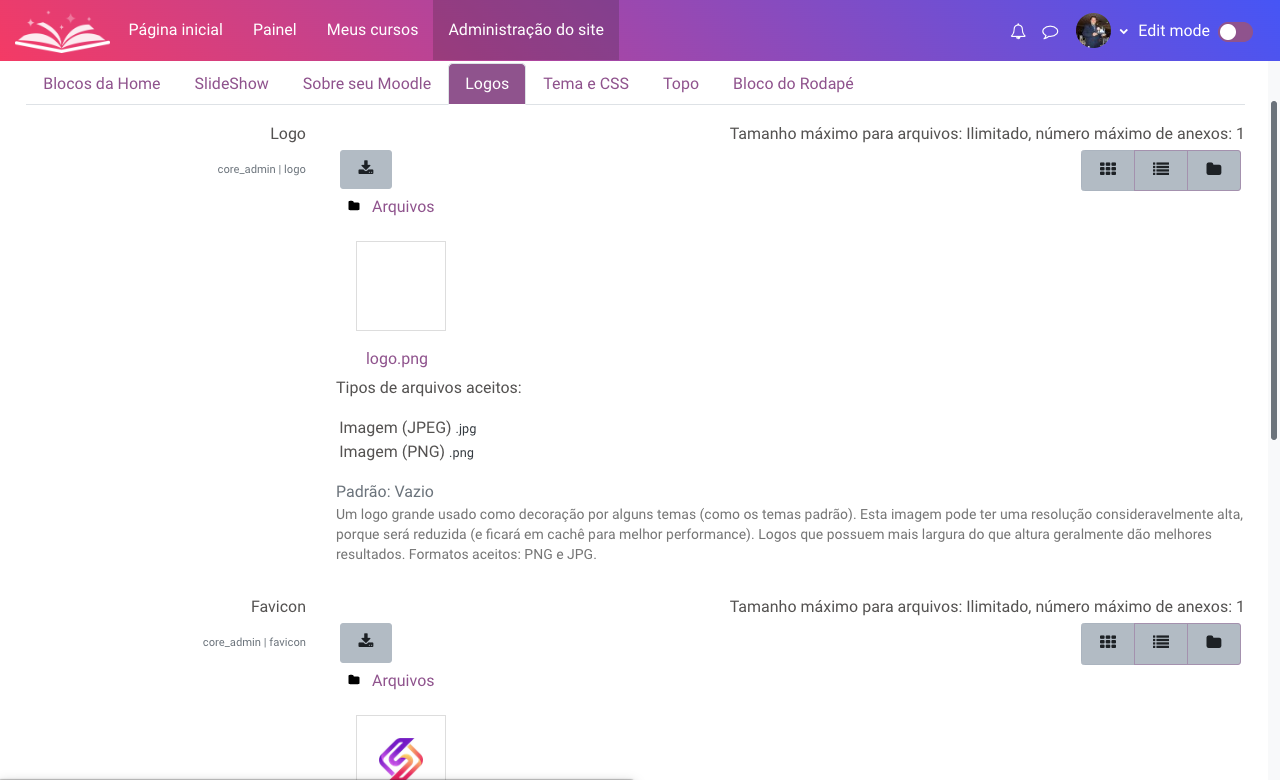 Página inicial Painel Meus cursos Administração do site Edit mode
Blocos da Home SlideShow Sobre seu Moodle Logos Tema e CSS Topo Bloco do Rodapé
Logo Tamanho máximo para arquivos: Ilimitado, número máximo de anexos: 1
core_admin | logo
Arquivos
logo.png
Tipos de arquivos aceitos:
Imagem (JPEG) .jpg
Imagem (PNG) .png
Padrão: Vazio
Um logo grande usado como decoração por alguns temas (como os temas padrão). Esta imagem pode ter uma resolução consideravelmente alta,
porque será reduzida (e ficará em cachê para melhor performance). Logos que possuem mais largura do que altura geralmente dão melhores
resultados. Formatos aceitos: PNG e JPG.
Favicon Tamanho máximo para arquivos: Ilimitado, número máximo de anexos: 1
core_admin | favicon
Arquivos